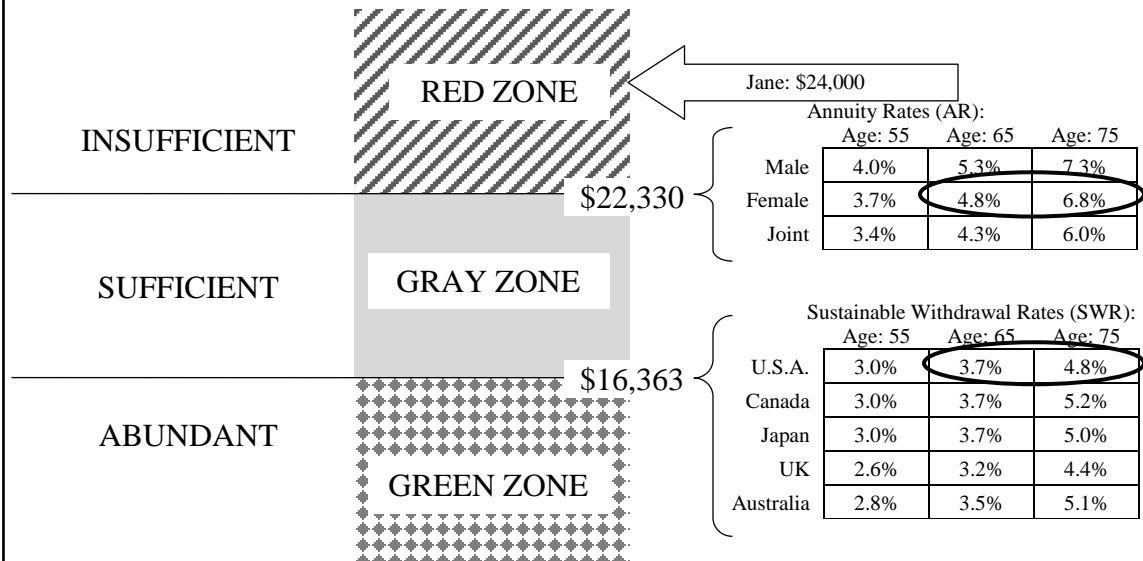 RED ZONE
Jane: $24,000
INSUFFICIENT
Annuity Rates (AR):
Age: 55 Age: 65 Age: 75
Male 4.0% 5.3% 7.3%
$22,330
Female 3.7% 4.8% 6.8%
Joint 3.4% 4.3% 6.0%
SUFFICIENT
GRAY ZONE
Sustainable Withdrawal Rates (SWR):
Age: 55 Age: 65 Age: 75
U.S.A. 3.0% 3.7% 4.8%
$16,363
Canada 3.0% 3.7% 5.2%
ABUNDANT
Japan 3.0% 3.7% 5.0%
UK 2.6% 3.2% 4.4%
GREEN ZONE
Australia 2.8% 3.5% 5.1%